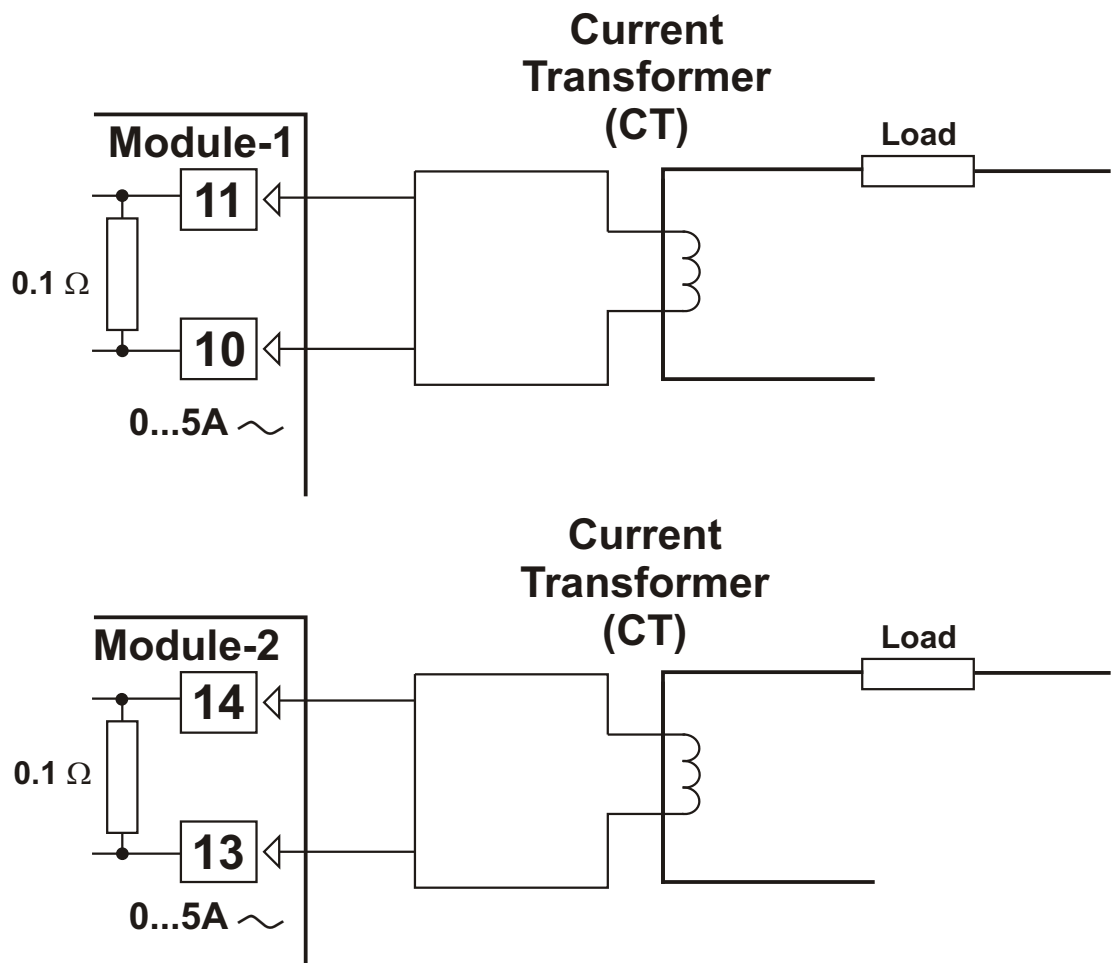 Current
Transformer
(CT)
Load
Module-1
11
0.1 Ω
10
0...5A ～
Current
Transformer
(CT)
Load
Module-2
14
0.1 Ω
13
0...5A ～